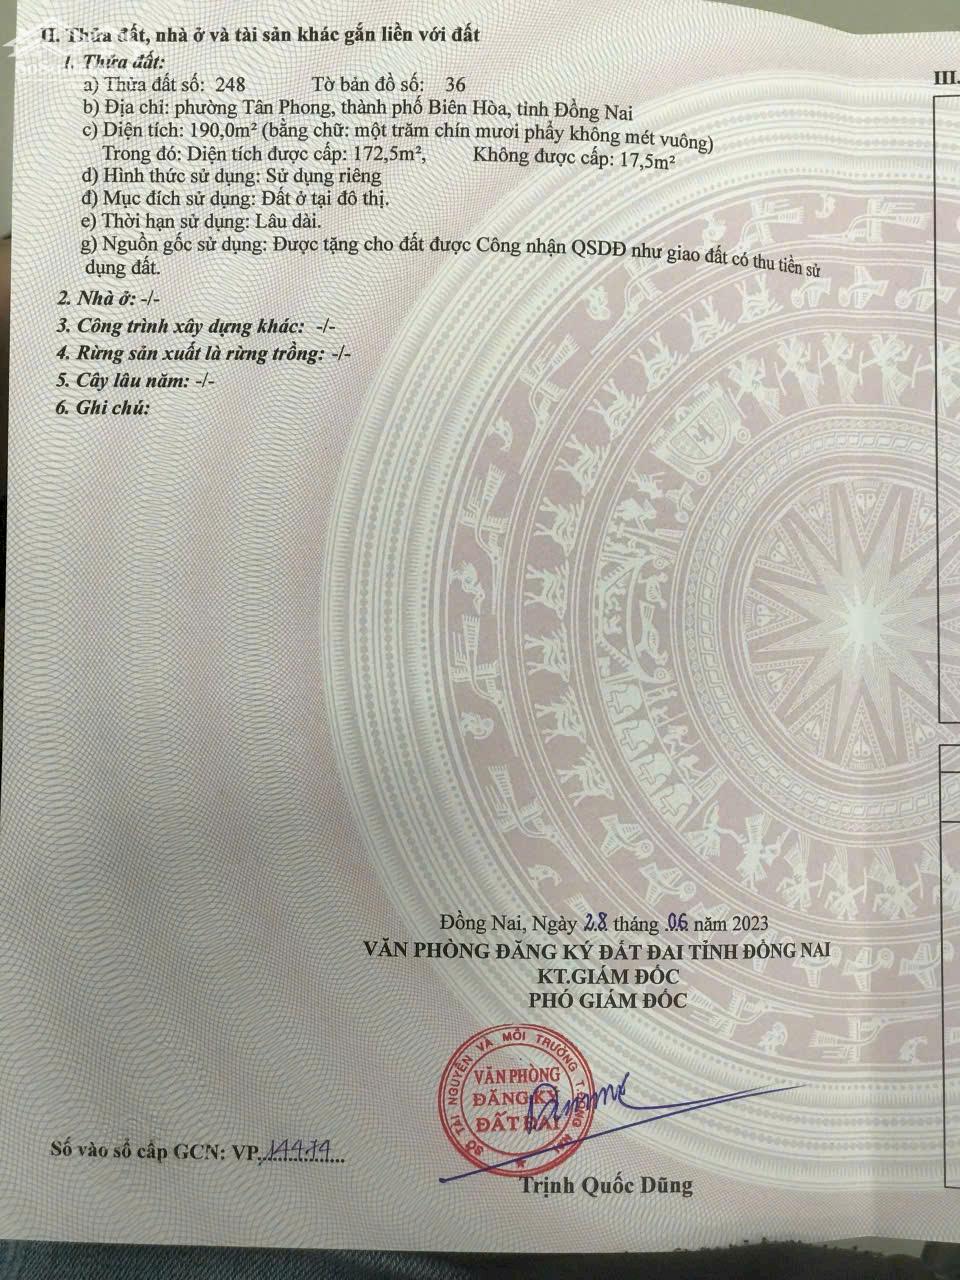 II. Thửa đất, nhà ở và tài sản khác gắn liền với đất
1. Thửa đất:
a) Thửa đất số: 248 Tờ bản đồ số: 36
b) Địa chỉ: phường Tân Phong, thành phố Biên Hòa, tỉnh Đồng Nai
c) Diện tích: 190,0m² (bằng chữ: một trăm chín mươi phẩy không mét vuông)
Trong đó: Diện tích được cấp: 172,5m², Không được cấp: 17,5m²
d) Hình thức sử dụng: Sử dụng riêng
đ) Mục đích sử dụng: Đất ở tại đô thị.
e) Thời hạn sử dụng: Lâu dài.
g) Nguồn gốc sử dụng: Được tặng cho đất được Công nhận QSDĐ như giao đất có thu tiền sử
dụng đất.
2. Nhà ở: -/-
3. Công trình xây dựng khác: -/-
4. Rừng sản xuất là rừng trồng: -/-
5. Cây lâu năm: -/-
6. Ghi chú:
III.
Đồng Nai, Ngày 28 tháng .06 năm 2023
VĂN PHÒNG ĐĂNG KÝ ĐẤT ĐAI TỈNH ĐỒNG NAI
KT.GIÁM ĐỐC
PHÓ GIÁM ĐỐC
SỞ TÀI NGUYÊN VÀ MÔI TRƯỜNG T.ĐỒNG NAI
VĂN PHÒNG
ĐĂNG KÝ
ĐẤT ĐAI
Số vào sổ cấp GCN: VP
Trịnh Quốc Dũng